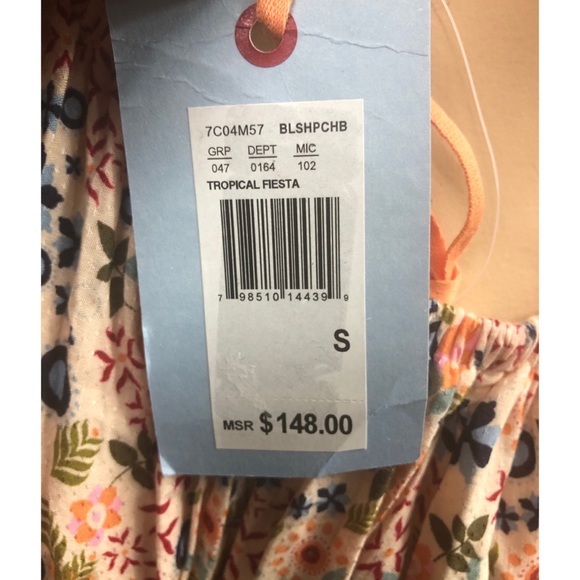 7C04M57 BLSHPCHB
GRP DEPT MIC
047 0164 102
TROPICAL FIESTA
7 98510 14439 9
S
MSR $148.00